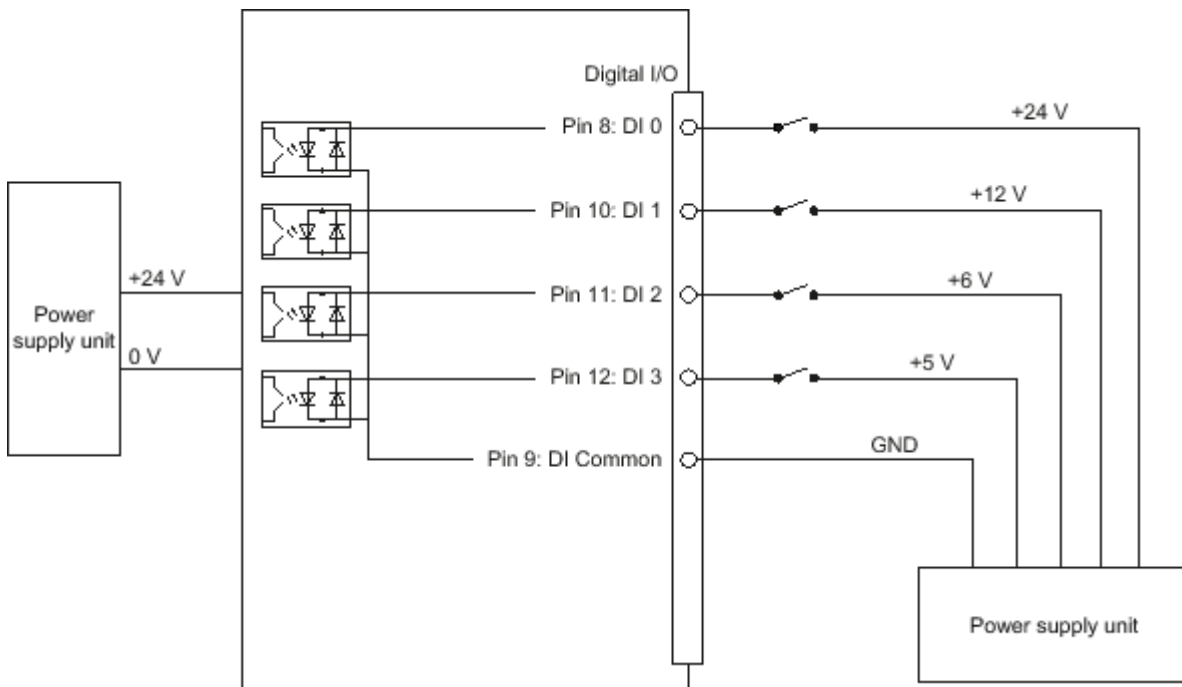 Digital I/O
Pin 8: DI 0
+24 V
Pin 10: DI 1
+12 V
+24 V
Pin 11: DI 2
+6 V
Power
supply unit
0 V
Pin 12: DI 3
+5 V
Pin 9: DI Common
GND
Power supply unit